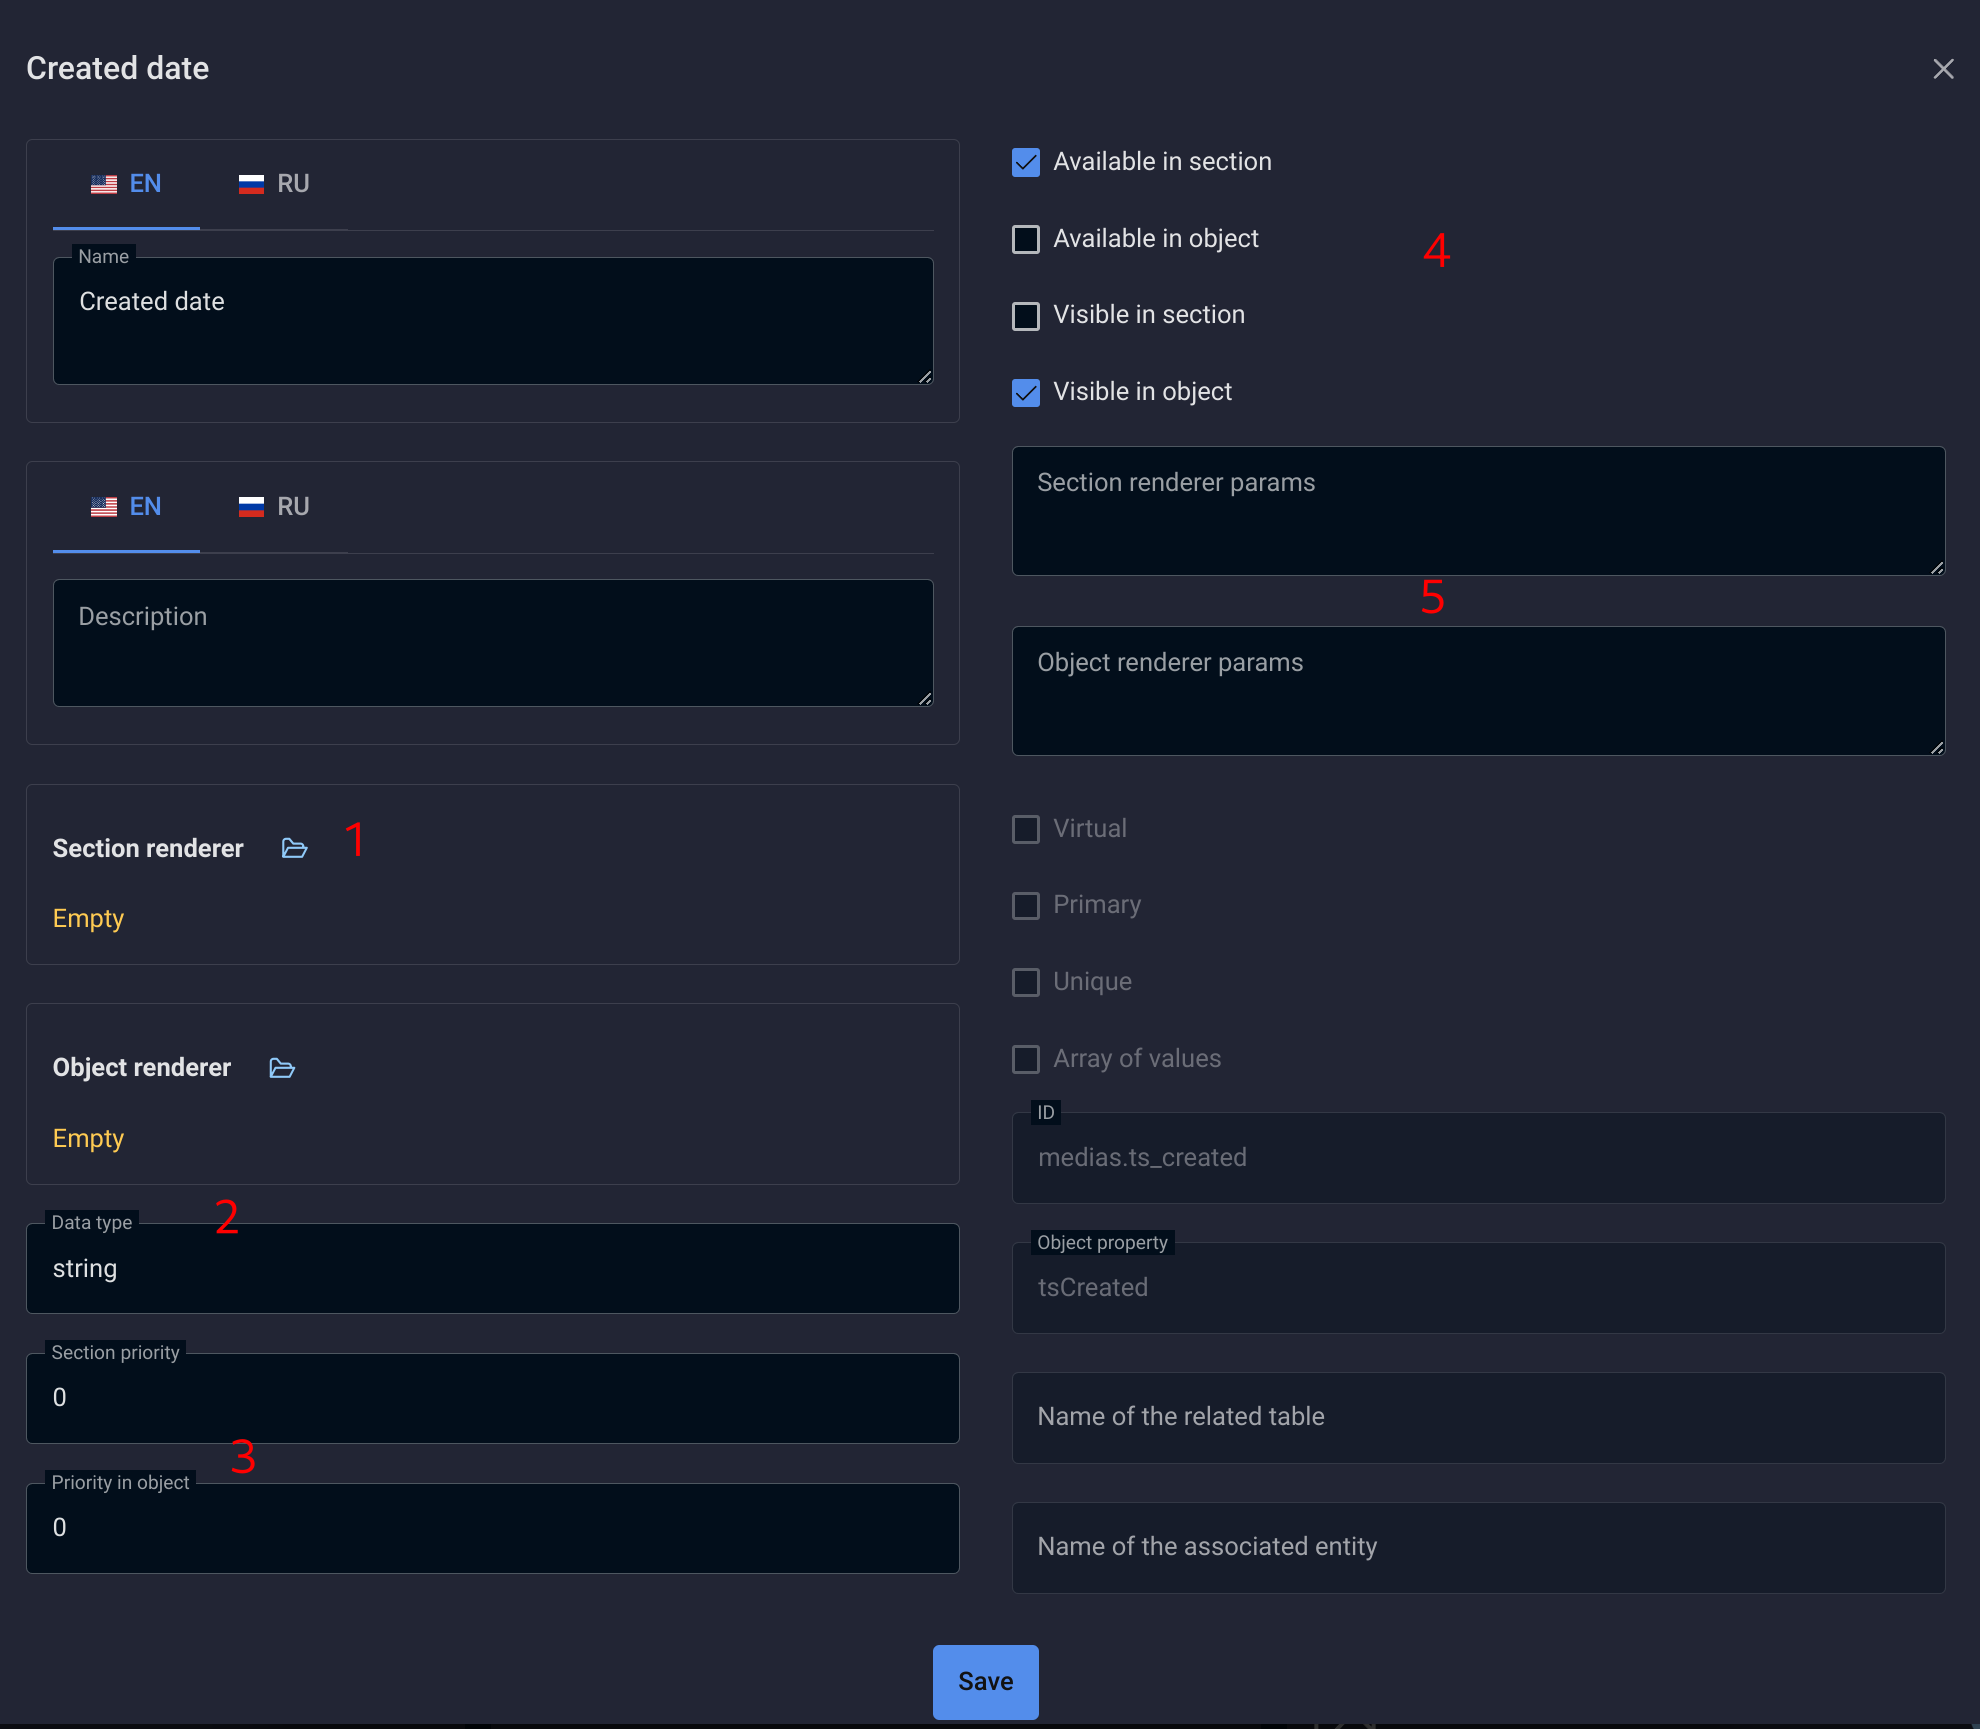 Created date
EN RU
Name
Created date
EN RU
Description
Section renderer 1
Empty
Object renderer
Empty
Data type 2
string
Section priority
0
3
Priority in object
0
Available in section
Available in object
4
Visible in section
Visible in object
Section renderer params
5
Object renderer params
Virtual
Primary
Unique
Array of values
ID
medias.ts_created
Object property
tsCreated
Name of the related table
Name of the associated entity
Save